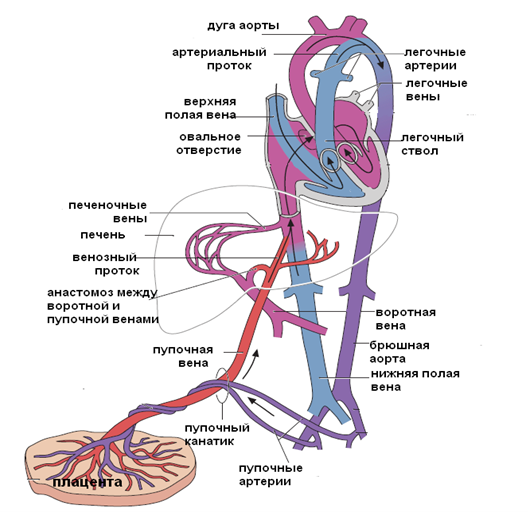 дуга аорты
артериальный
проток
легочные
артерии
легочные
вены
верхняя
полая вена
овальное
отверстие
легочный
ствол
печеночные
вены
печень
венозный
проток
анастомоз между
воротной и
пупочной венами
воротная
вена
пупочная
вена
брюшная
аорта
нижняя полая
вена
пупочный
канатик
пупочные
артерии
плацента